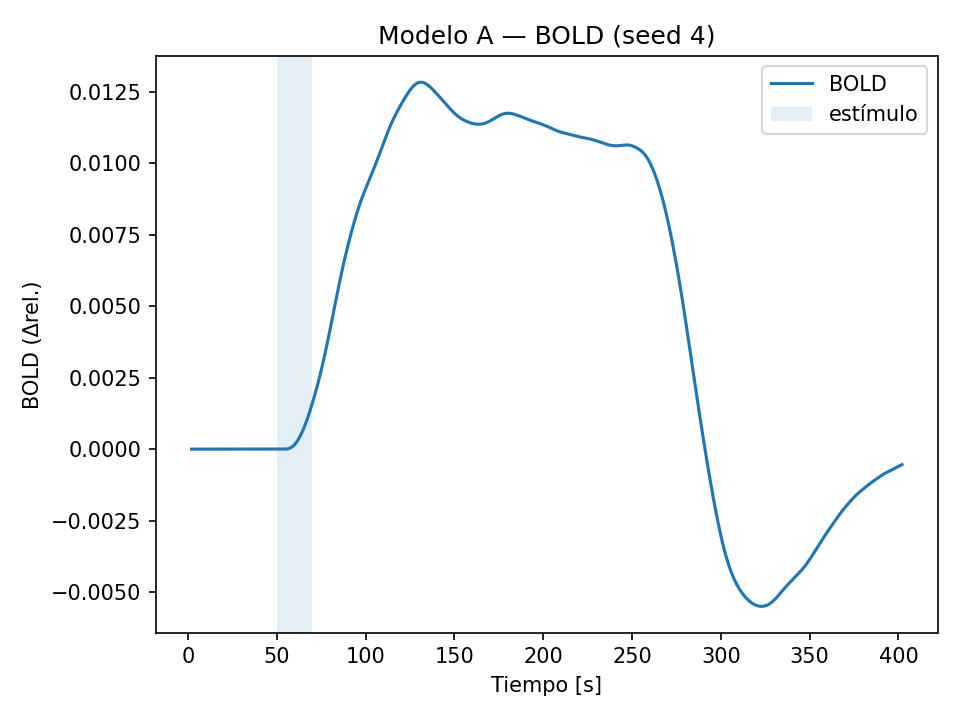 Modelo A — BOLD (seed 4)
BOLD
estímulo
BOLD (Δrel.)
0.0125
0.0100
0.0075
0.0050
0.0025
0.0000
−0.0025
−0.0050
0 50 100 150 200 250 300 350 400
Tiempo [s]